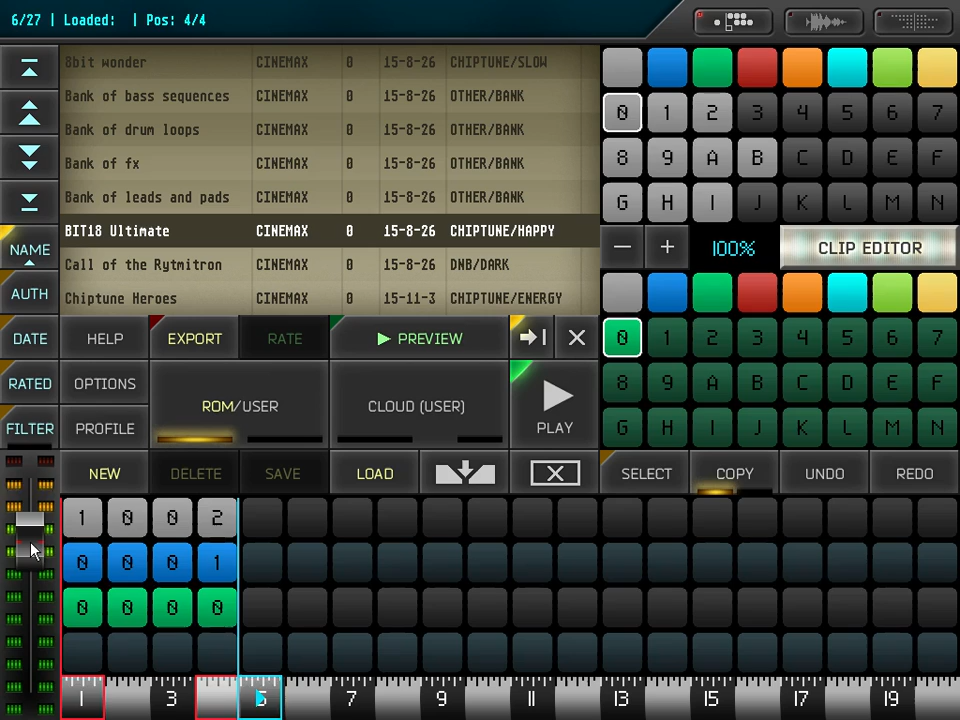 6/27 | Loaded:  | Pos: 4/4
8bit wonder CINEMAX 0 15-8-26 CHIPTUNE/SLOW
Bank of bass sequences CINEMAX 0 15-8-26 OTHER/BANK
Bank of drum loops CINEMAX 0 15-8-26 OTHER/BANK
Bank of fx CINEMAX 0 15-8-26 OTHER/BANK
Bank of leads and pads CINEMAX 0 15-8-26 OTHER/BANK
BIT18 Ultimate CINEMAX 0 15-8-26 CHIPTUNE/HAPPY
Call of the Rytmitron CINEMAX 0 15-8-26 DNB/DARK
Chiptune Heroes CINEMAX 0 15-11-3 CHIPTUNE/ENERGY
0 1 2 3 4 5 6 7
8 9 A B C D E F
G H I J K L M N
NAME
AUTH
DATE
RATED
FILTER
— + 100% CLIP EDITOR
0 1 2 3 4 5 6 7
8 9 A B C D E F
G H I J K L M N
HELP EXPORT RATE ▶ PREVIEW
OPTIONS
PROFILE
ROM/USER CLOUD (USER) PLAY
NEW DELETE SAVE LOAD SELECT COPY UNDO REDO
1 0 0 2
0 0 0 1
0 0 0 0
1 3 5 7 9 11 13 15 17 19